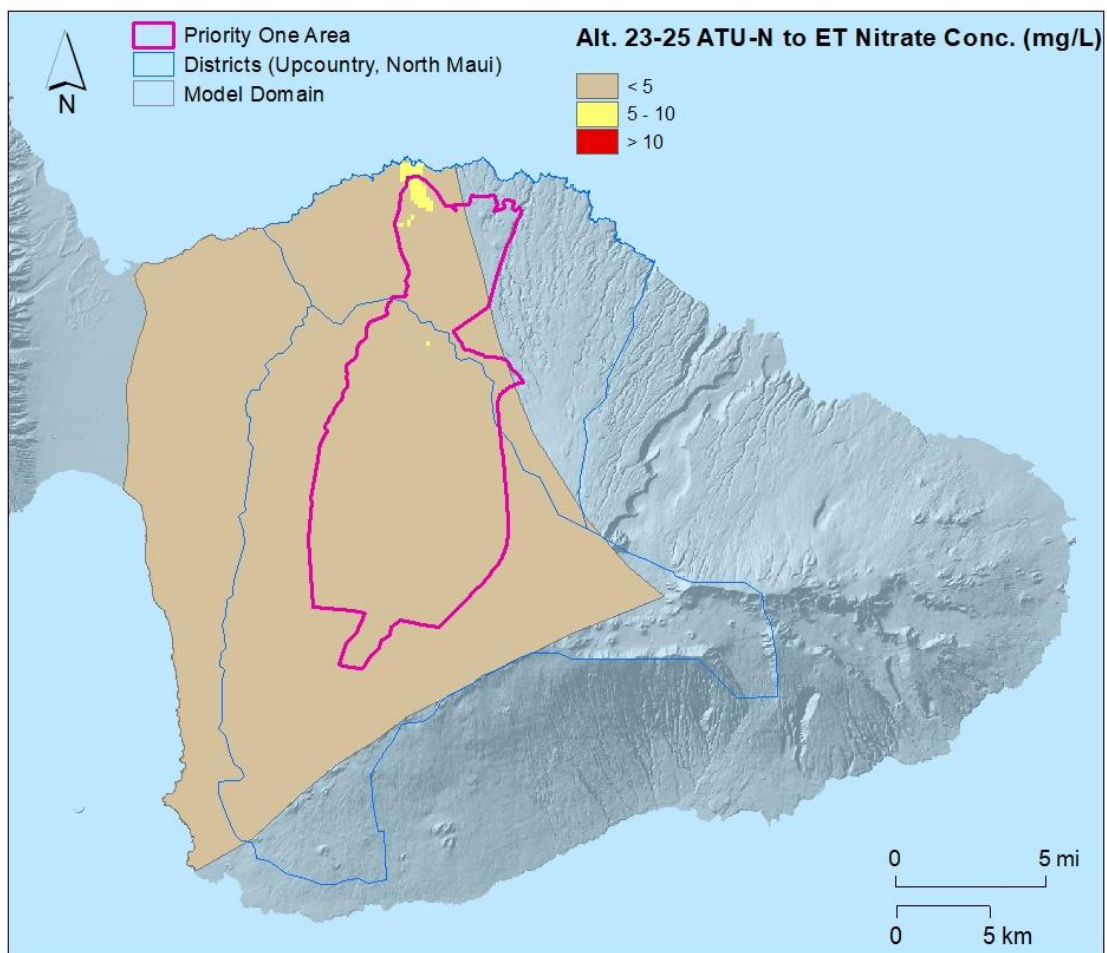 N
Priority One Area
Districts (Upcountry, North Maui)
Model Domain
Alt. 23-25 ATU-N to ET Nitrate Conc. (mg/L)
< 5
5 - 10
> 10
0 5 mi
0 5 km